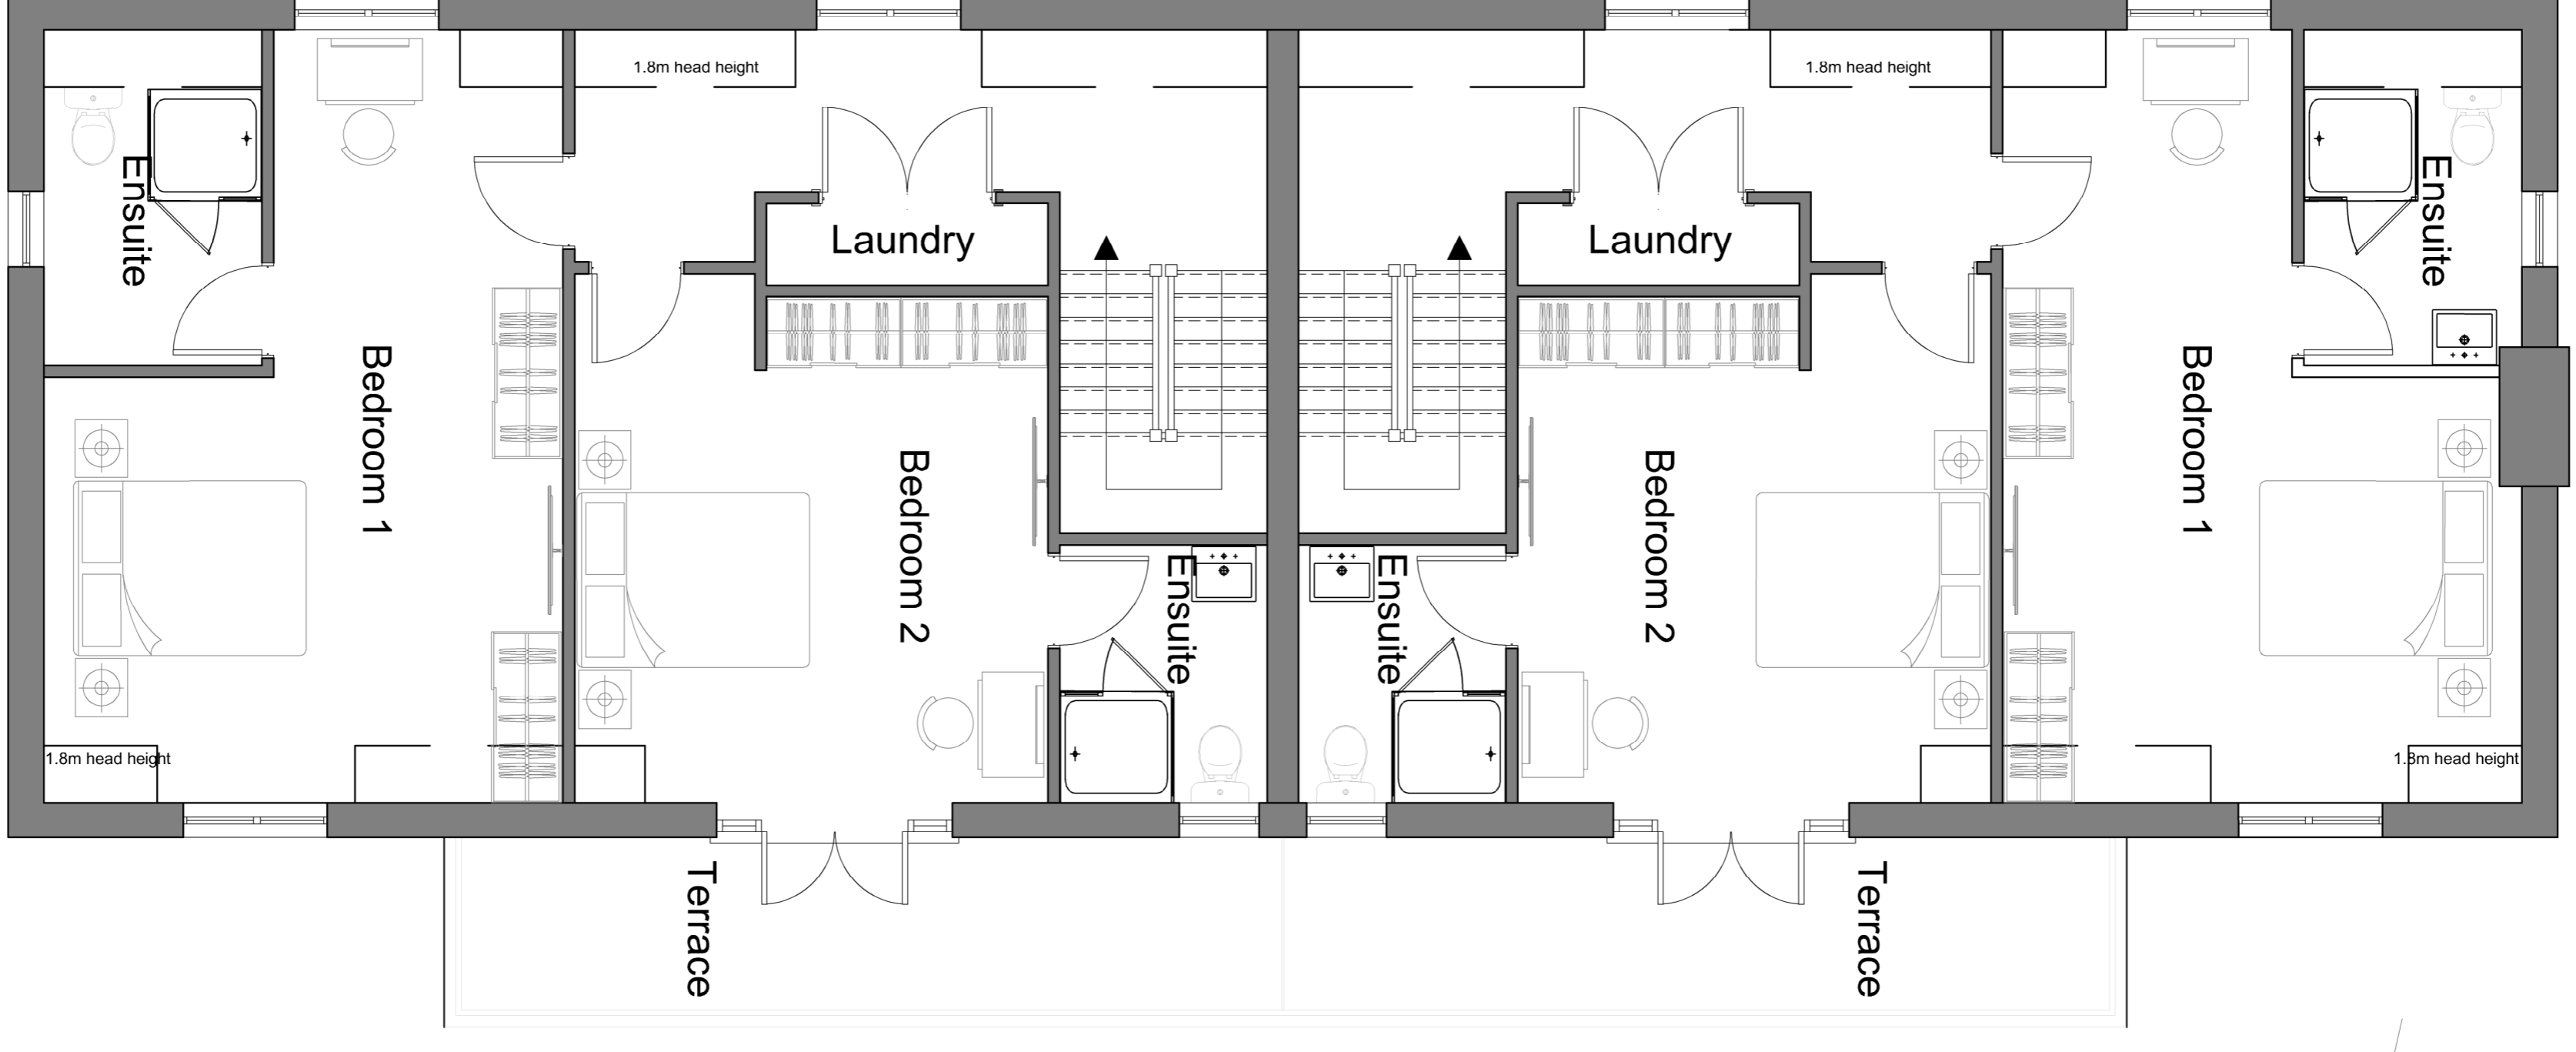 1.8m head height
1.8m head height
Ensuite
Laundry
Laundry
Ensuite
Bedroom 1
Bedroom 2
Bedroom 2
Bedroom 1
Ensuite
Ensuite
1.8m head height
1.8m head height
Terrace
Terrace